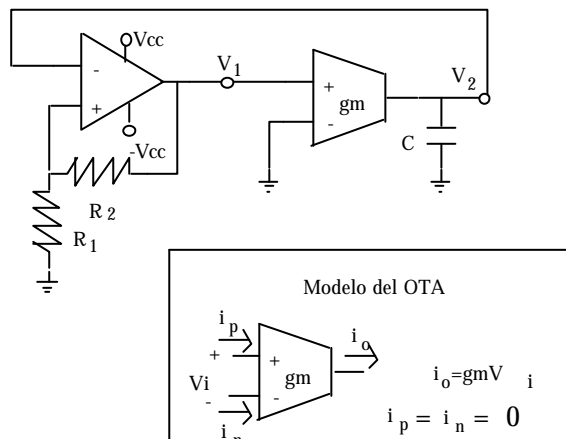 Vcc
V1
V2
-
+
+
gm
-
-Vcc
C
R2
R1
Modelo del OTA
ip
io
+
+
gm
io=gmVi
Vi
-
-
ip = in = 0
in